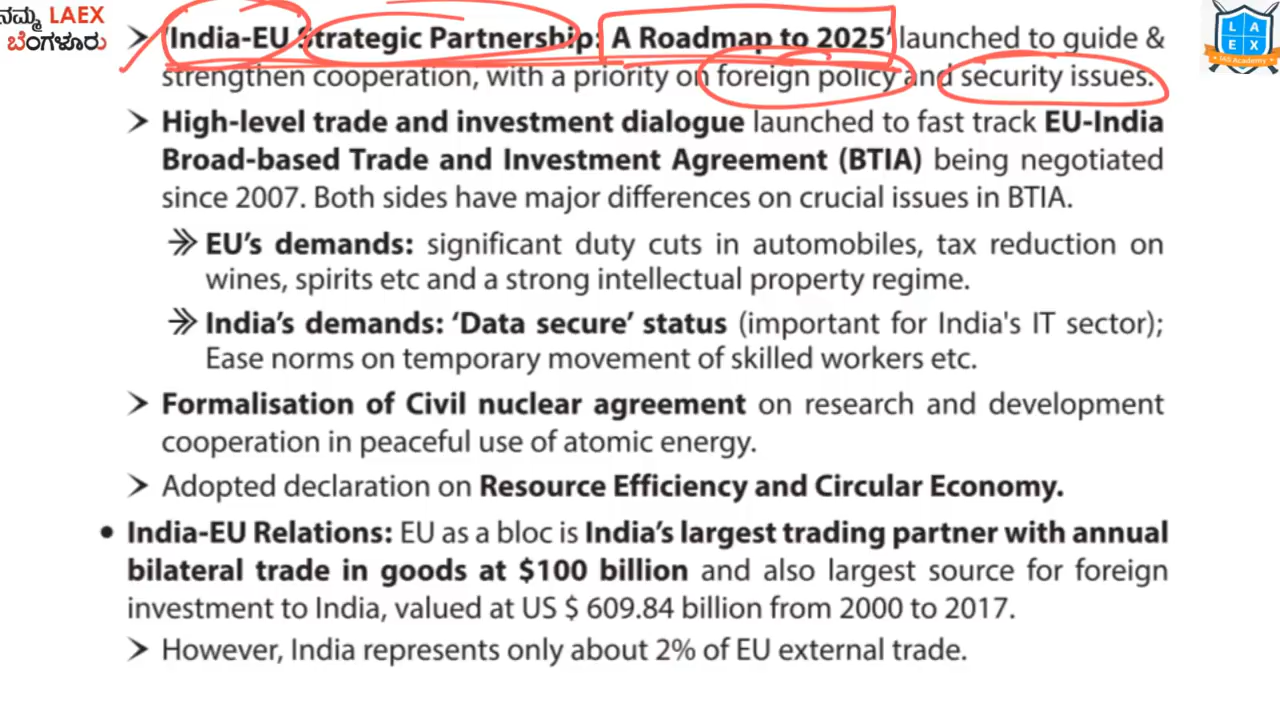 ನಮ್ಮ LAEX
ಬೆಂಗಳೂರು
L A
E X
IAS Academy
➤ 'India-EU Strategic Partnership: A Roadmap to 2025' launched to guide &
strengthen cooperation, with a priority on foreign policy and security issues.
➤ High-level trade and investment dialogue launched to fast track EU-India
Broad-based Trade and Investment Agreement (BTIA) being negotiated
since 2007. Both sides have major differences on crucial issues in BTIA.
EU's demands: significant duty cuts in automobiles, tax reduction on
wines, spirits etc and a strong intellectual property regime.
India's demands: 'Data secure' status (important for India's IT sector);
Ease norms on temporary movement of skilled workers etc.
➤ Formalisation of Civil nuclear agreement on research and development
cooperation in peaceful use of atomic energy.
➤ Adopted declaration on Resource Efficiency and Circular Economy.
• India-EU Relations: EU as a bloc is India's largest trading partner with annual
bilateral trade in goods at $100 billion and also largest source for foreign
investment to India, valued at US $ 609.84 billion from 2000 to 2017.
➤ However, India represents only about 2% of EU external trade.